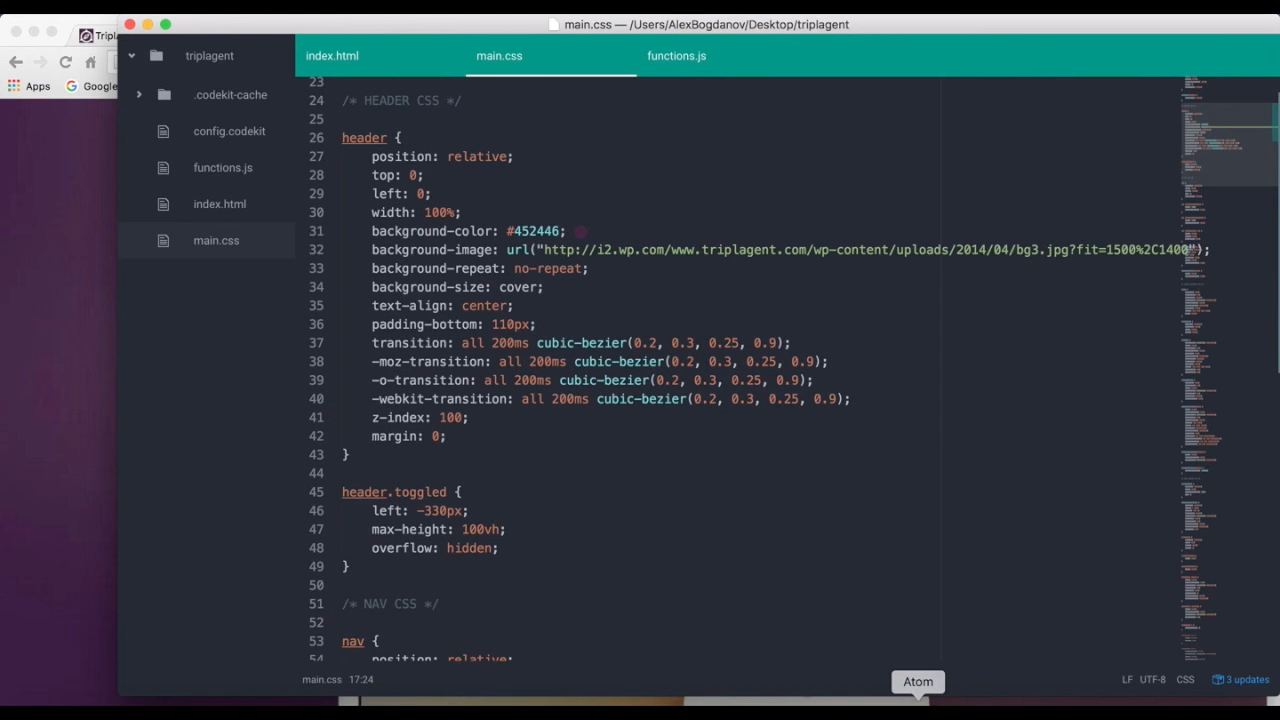 main.css — /Users/AlexBogdanov/Desktop/triplagent
Tripl
Apps
Google
triplagent
.codekit-cache
config.codekit
functions.js
index.html
main.css
index.html
main.css
functions.js
23
24 /* HEADER CSS */
25
26 header {
27 position: relative;
28 top: 0;
29 left: 0;
30 width: 100%;
31 background-color: #452446;
32 background-image: url("http://i2.wp.com/www.triplagent.com/wp-content/uploads/2014/04/bg3.jpg?fit=1500%2C1400");
33 background-repeat: no-repeat;
34 background-size: cover;
35 text-align: center;
36 padding-bottom: 110px;
37 transition: all 200ms cubic-bezier(0.2, 0.3, 0.25, 0.9);
38 -moz-transition: all 200ms cubic-bezier(0.2, 0.3, 0.25, 0.9);
39 -o-transition: all 200ms cubic-bezier(0.2, 0.3, 0.25, 0.9);
40 -webkit-transition: all 200ms cubic-bezier(0.2, 0.3, 0.25, 0.9);
41 z-index: 100;
42 margin: 0;
43 }
44
45 header.toggled {
46 left: -330px;
47 max-height: 100vh;
48 overflow: hidden;
49 }
50
51 /* NAV CSS */
52
53 nav {
54 position: relative;
main.css 17:24
LF UTF-8 CSS 3 updates
Atom